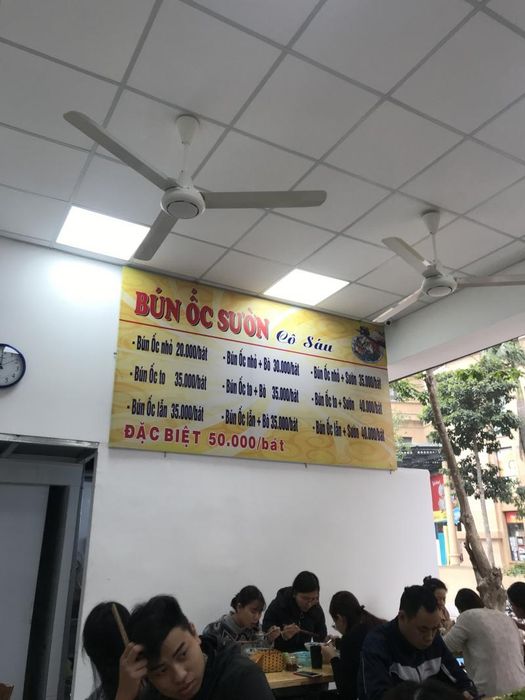 BÚN ỐC SƯỜN Cô Sáu
- Bún Ốc nhỏ 20.000/bát
- Bún Ốc to 35.000/bát
- Bún Ốc lẫn 35.000/bát
- Bún Ốc nhỏ + Bò 30.000/bát
- Bún Ốc to + Bò 35.000/bát
- Bún Ốc lẫn + Bò 35.000/bát
- Bún Ốc nhỏ + Sườn 35.000/bát
- Bún Ốc to + Sườn 40.000/bát
- Bún Ốc lẫn + Sườn 40.000/bát
ĐẶC BIỆT 50.000/bát